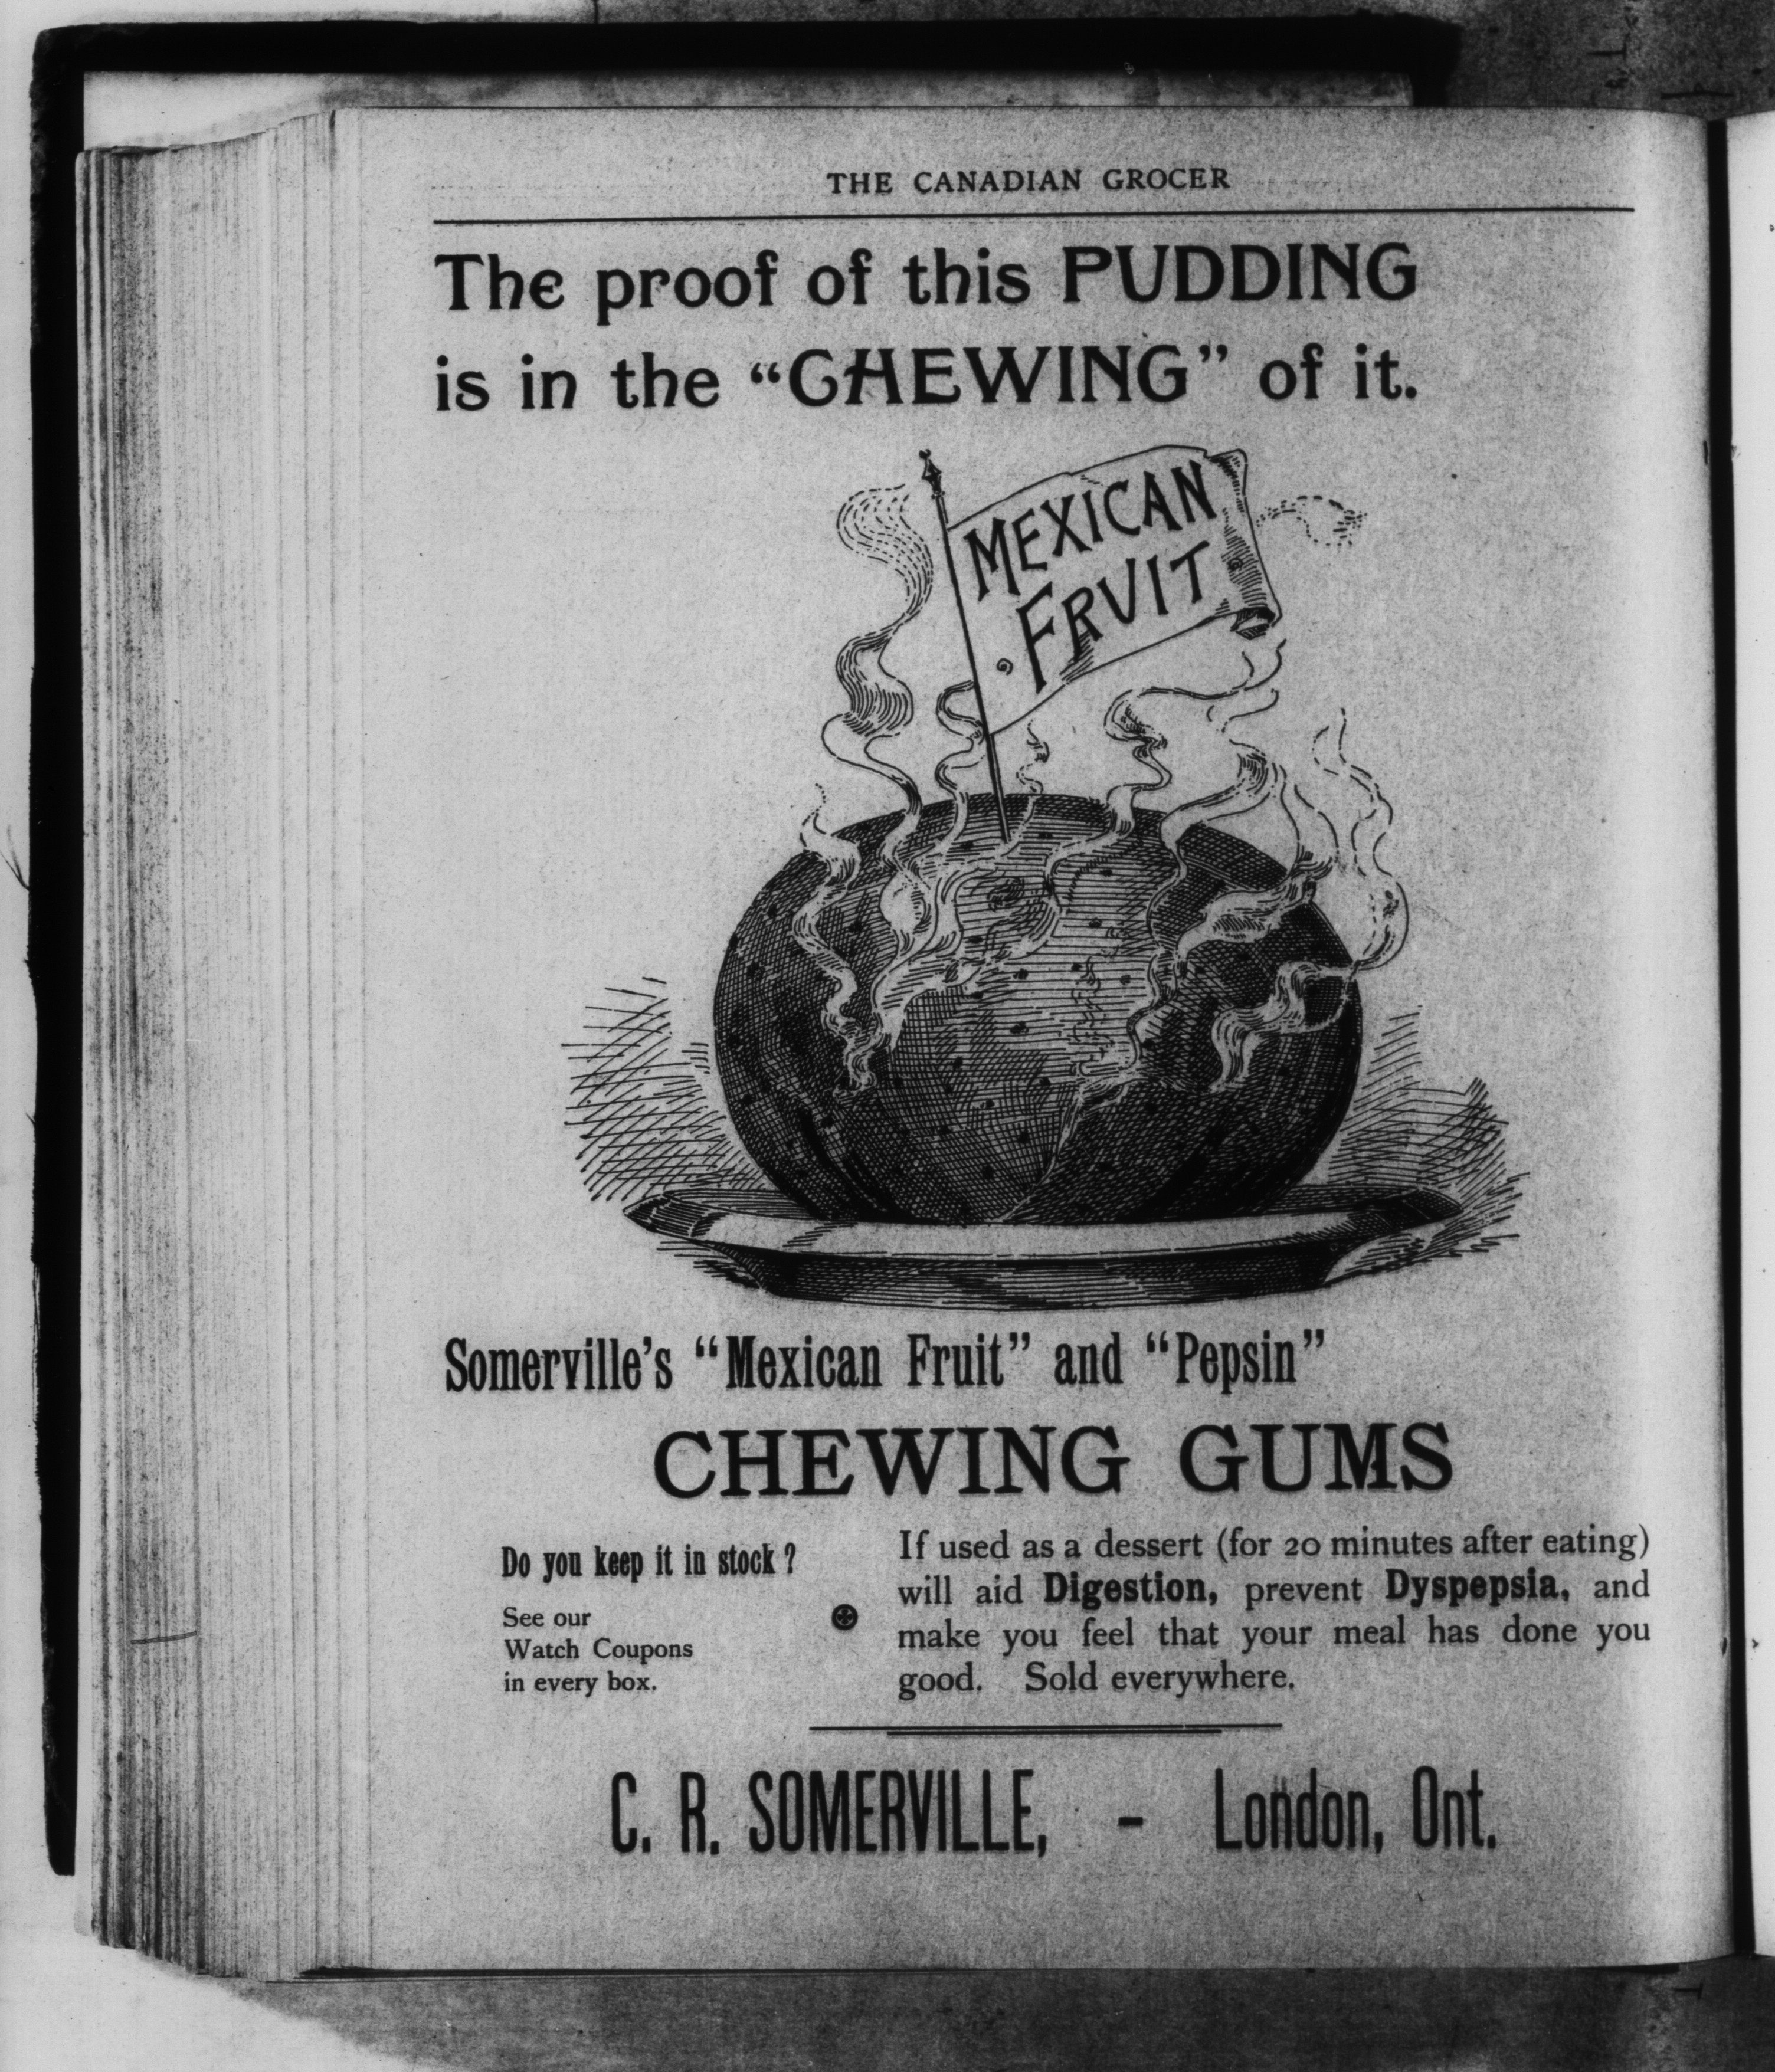 THE CANADIAN GROCER
The proof of this PUDDING
is in the “CHEWING” of it.
MEXICAN
FRUIT
Somerville's “Mexican Fruit” and “Pepsin”
CHEWING GUMS
Do you keep it in stock?
See our
Watch Coupons
in every box.
If used as a dessert (for 20 minutes after eating)
will aid Digestion, prevent Dyspepsia, and
make you feel that your meal has done you
good. Sold everywhere.
C. R. SOMERVILLE, - London, Ont.